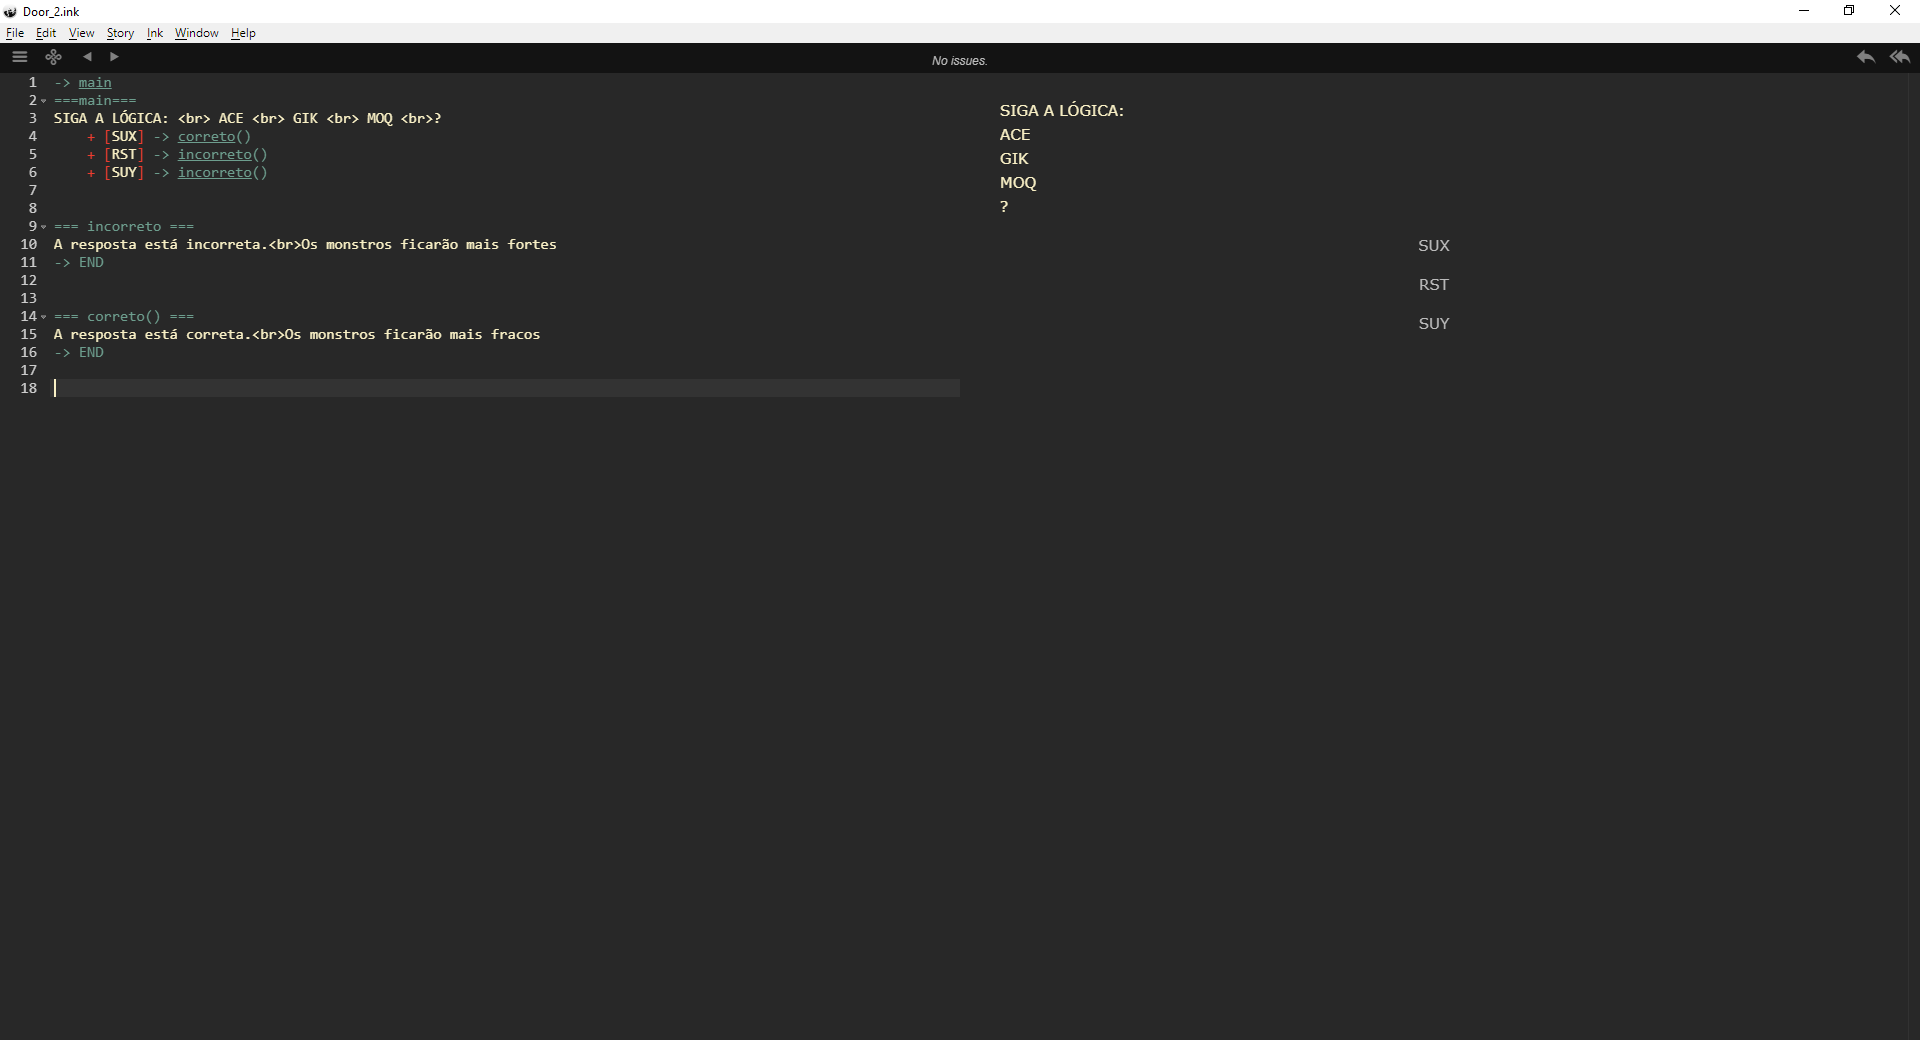 Door_2.ink
File Edit View Story Ink Window Help
No issues.
1 -> main
2 ===main===
3 SIGA A LÓGICA: <br> ACE <br> GIK <br> MOQ <br>?
4 + [SUX] -> correto()
5 + [RST] -> incorreto()
6 + [SUY] -> incorreto()
7
8
9 === incorreto ===
10 A resposta está incorreta.<br>Os monstros ficarão mais fortes
11 -> END
12
13
14 === correto() ===
15 A resposta está correta.<br>Os monstros ficarão mais fracos
16 -> END
17
18
SIGA A LÓGICA:
ACE
GIK
MOQ
?
SUX
RST
SUY